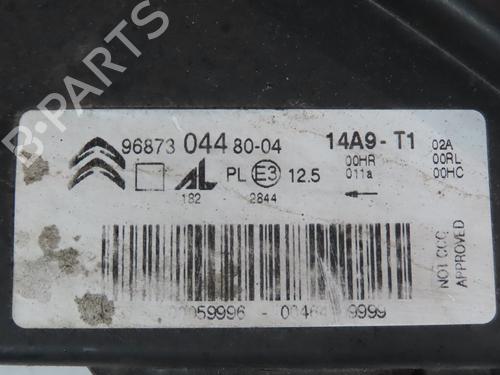 B-PARTS
96873 044 80-04 14A9-T1 02A
00HR 00RL
AL PL E3 12.5 011a 00HC
182 2844
NOT CCC
APPROVED